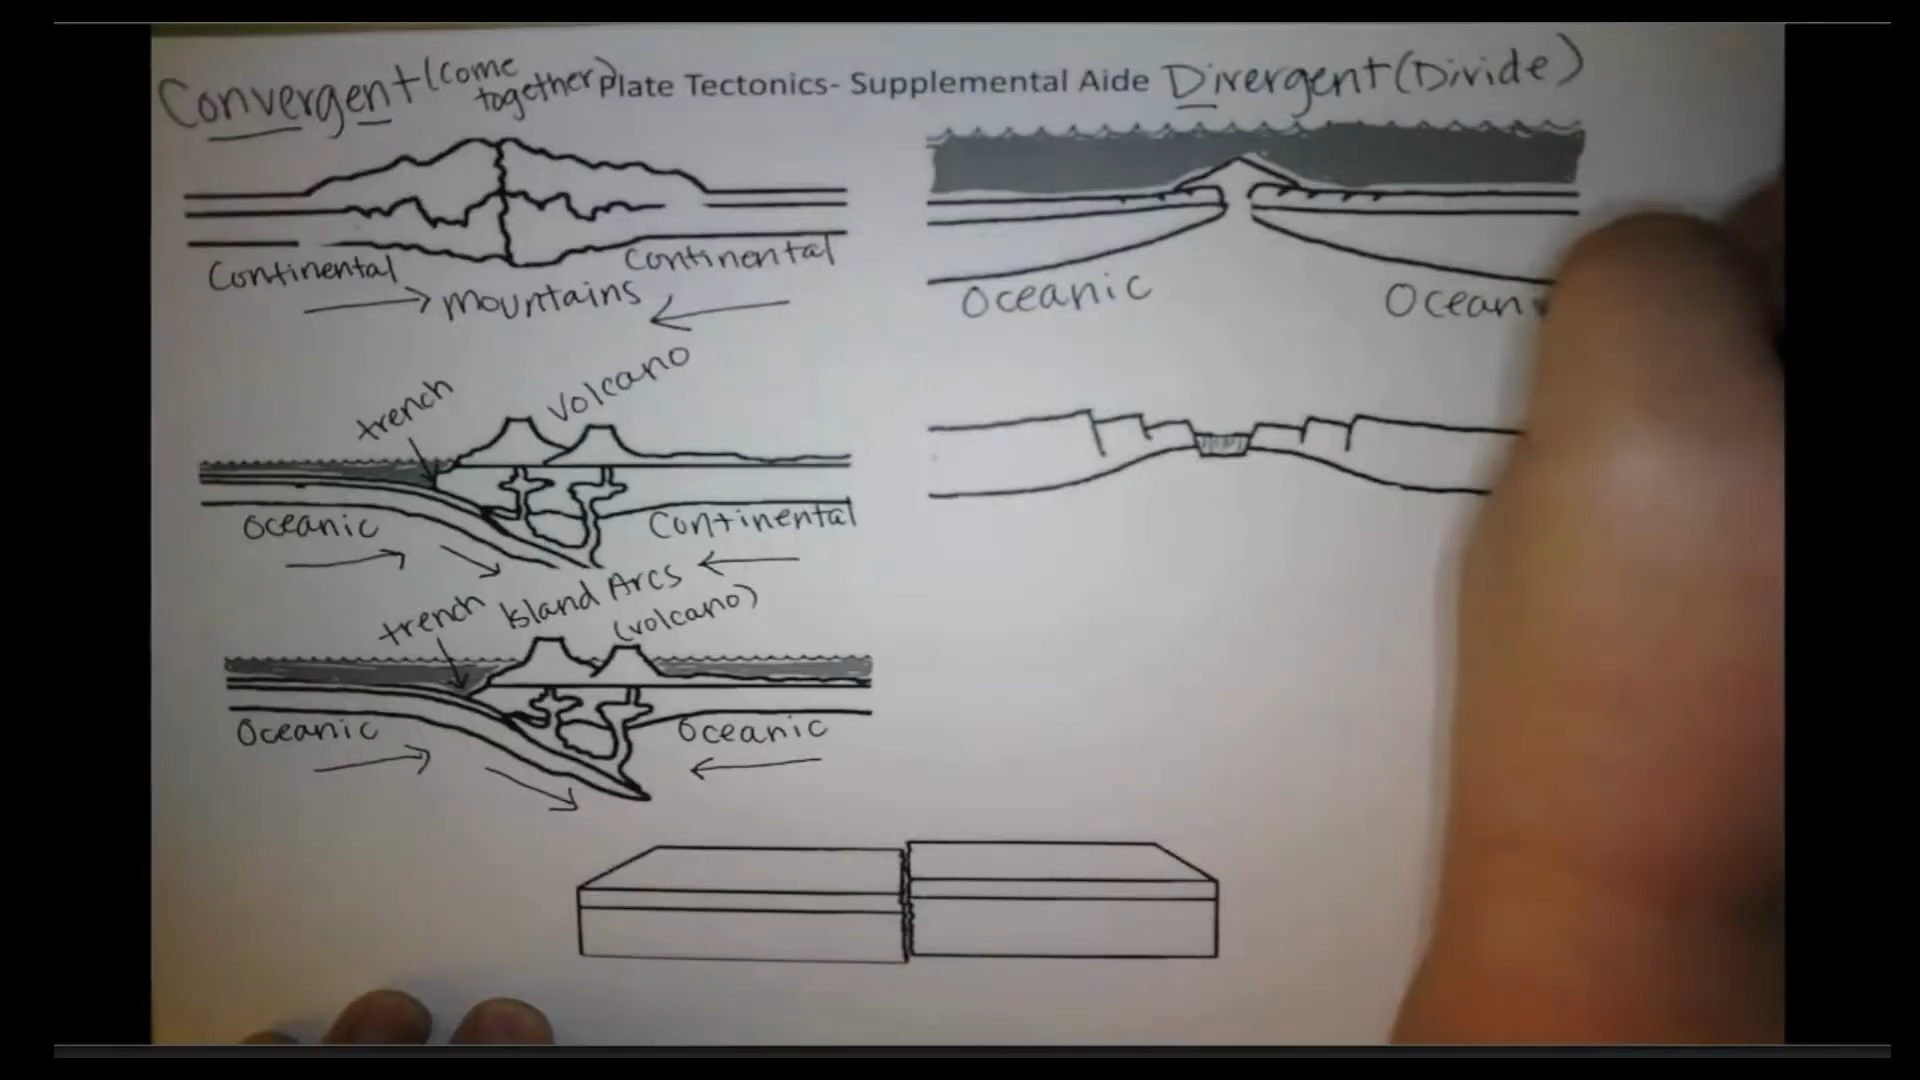 Convergent (Come together)
Plate Tectonics- Supplemental Aide
Divergent (Divide)
Continental
Continental
mountains
Oceanic
trench
Volcano
Oceanic
Continental
trench
Island Arcs
(volcano)
Oceanic
Oceanic